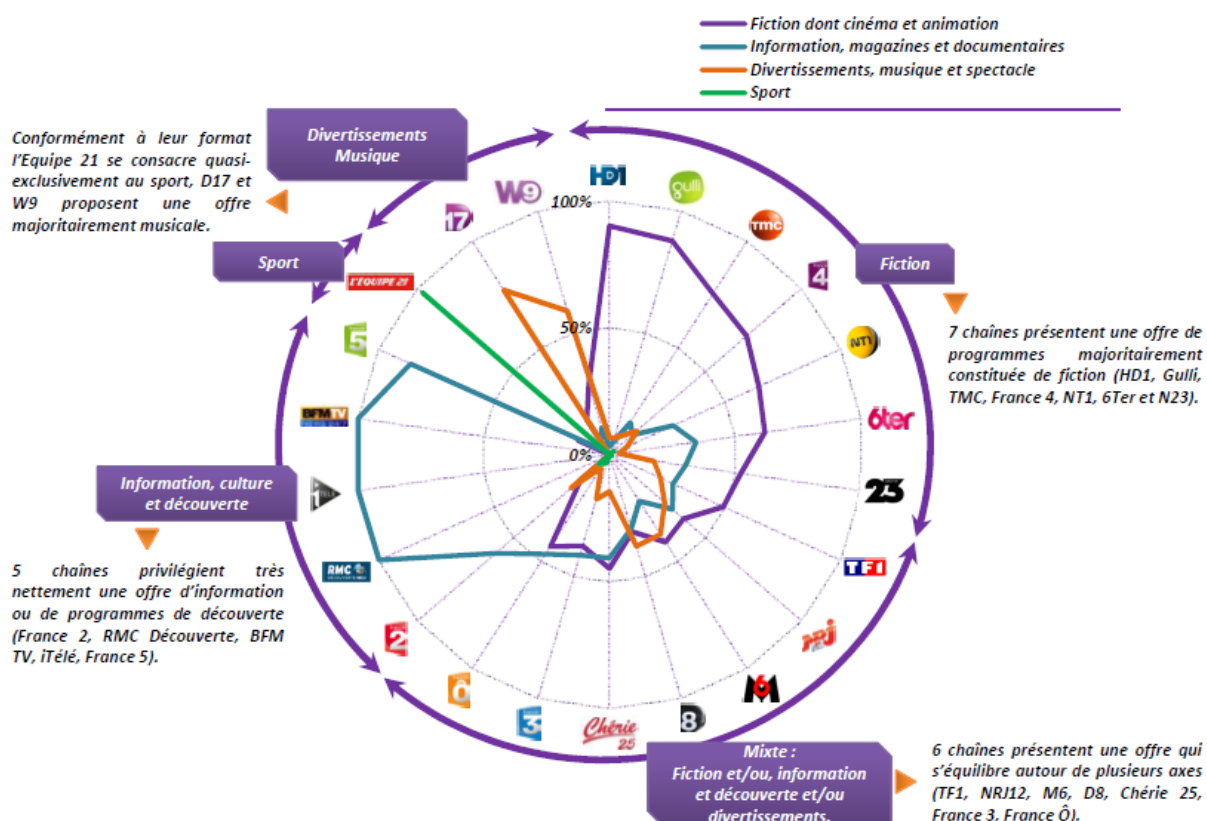 Fiction dont cinéma et animation
Information, magazines et documentaires
Divertissements, musique et spectacle
Sport
Divertissements
Musique
Conformément à leur format
l'Equipe 21 se consacre quasi-
exclusivement au sport, D17 et
W9 proposent une offre
majoritairement musicale.
Sport
Fiction
7 chaînes présentent une offre de
programmes majoritairement
constituée de fiction (HD1, Gulli,
TMC, France 4, NT1, 6Ter et N23).
100%
50%
0%
HD1
gulli
TMC
4
NT1
6ter
23
TF1
NRJ
M6
8
Chérie
25
3
Ô
2
RMC
DÉCOUVERTE
iTELE
BFMTV
5
L'EQUIPE 21
17
W9
Information, culture
et découverte
5 chaînes privilégient très
nettement une offre d'information
ou de programmes de découverte
(France 2, RMC Découverte, BFM
TV, iTélé, France 5).
Mixte :
Fiction et/ou, information
et découverte et/ou
divertissements.
6 chaînes présentent une offre qui
s'équilibre autour de plusieurs axes
(TF1, NRJ12, M6, D8, Chérie 25,
France 3, France Ô).